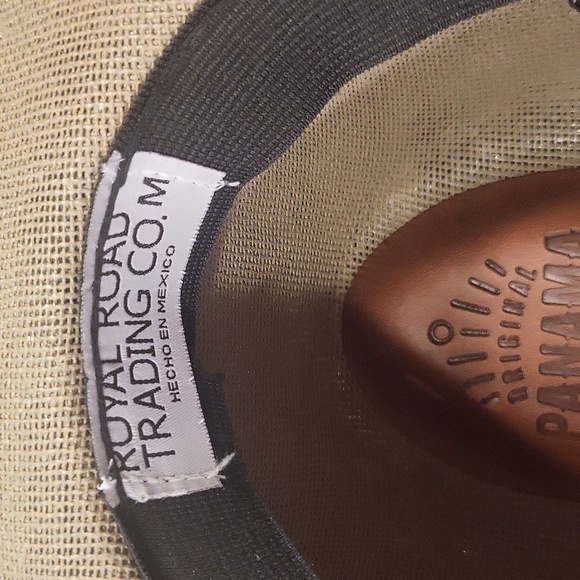 ROYAL ROAD
TRADING CO. M
HECHO EN MEXICO
ORIGINAL
PANAMA